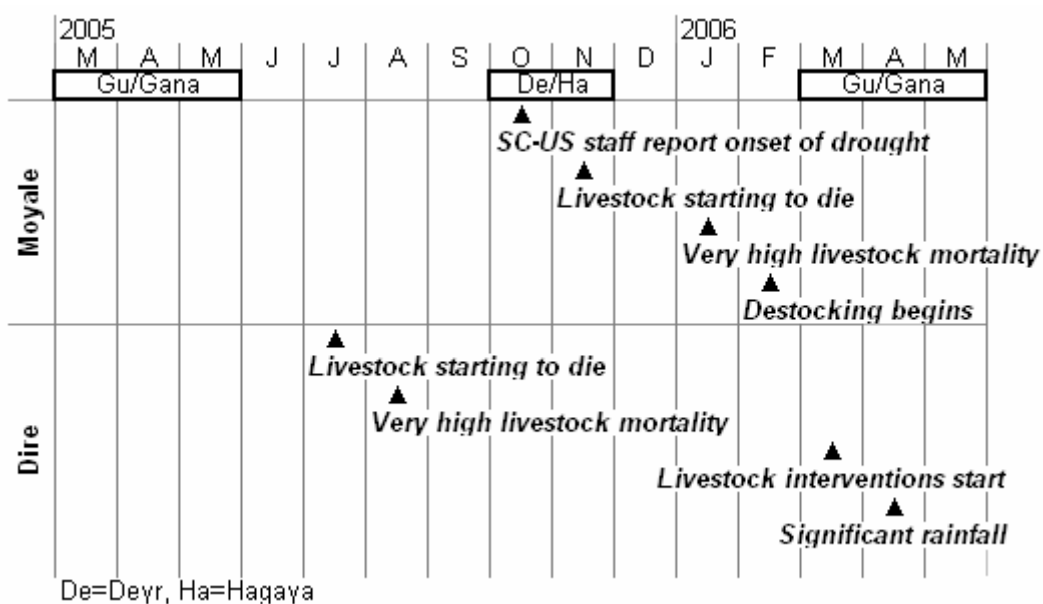 2005 2006
M A M J J A S O N D J F M A M
Gu/Gana De/Ha Gu/Gana
Moyale
SC-US staff report onset of drought
Livestock starting to die
Very high livestock mortality
Destocking begins
Dire
Livestock starting to die
Very high livestock mortality
Livestock interventions start
Significant rainfall
De=Deyr, Ha=Hagaya